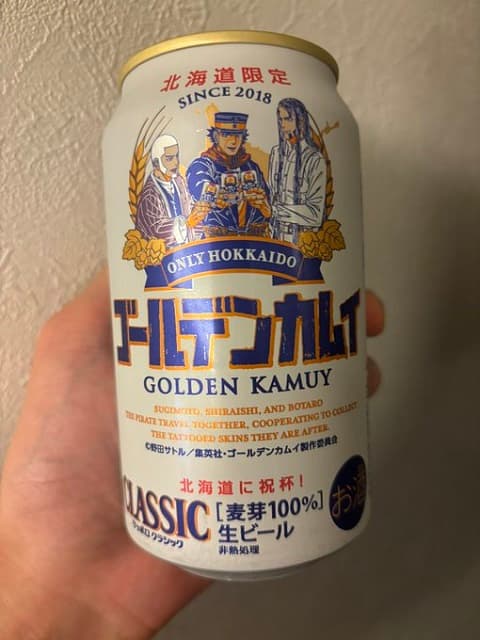 北海道限定
SINCE 2018
ONLY HOKKAIDO
ゴールデンカムイ
GOLDEN KAMUY
SUGIMOTO, SHIRAISHI, AND BOTARO
THE PIRATE TRAVEL TOGETHER, COOPERATING TO COLLECT
THE TATTOOED SKINS THEY ARE AFTER.
©野田サトル／集英社・ゴールデンカムイ製作委員会
北海道に祝杯!
CLASSIC
サッポロ クラシック
[麦芽100%]
生ビール
非熱処理
お酒